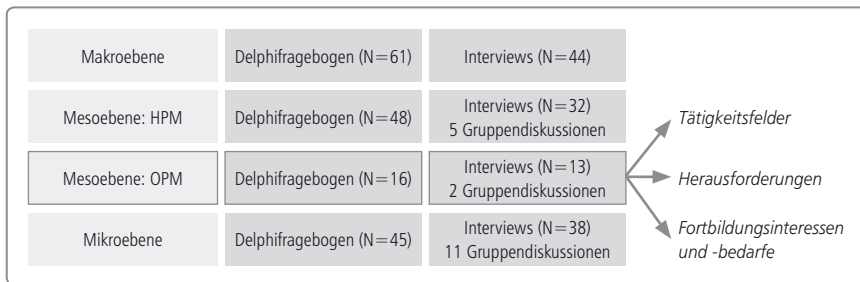 Makroebene
Delphifragebogen (N=61)
Interviews (N=44)
Mesoebene: HPM
Delphifragebogen (N=48)
Interviews (N=32)
5 Gruppendiskussionen
Mesoebene: OPM
Delphifragebogen (N=16)
Interviews (N=13)
2 Gruppendiskussionen
Mikroebene
Delphifragebogen (N=45)
Interviews (N=38)
11 Gruppendiskussionen
Tätigkeitsfelder
Herausforderungen
Fortbildungsinteressen
und -bedarfe